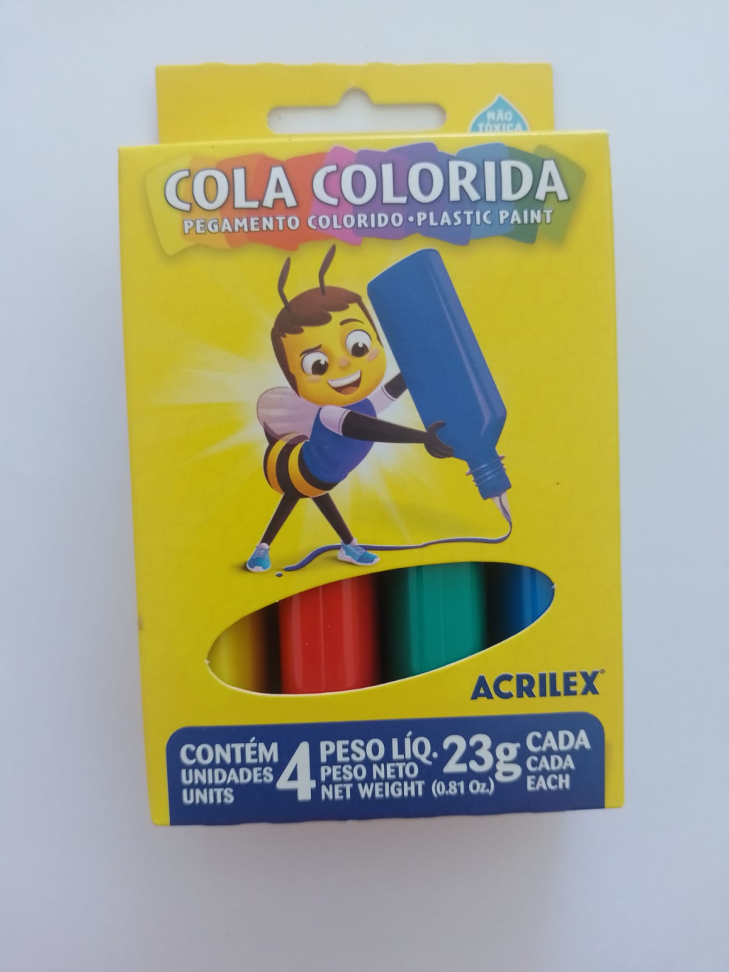 NÃO
TÓXICA
COLA COLORIDA
PEGAMENTO COLORIDO•PLASTIC PAINT
ACRILEX®
CONTÉM
UNIDADES
UNITS
4
PESO LÍQ.
PESO NETO
NET WEIGHT (0.81 Oz.)
23g
CADA
CADA
EACH